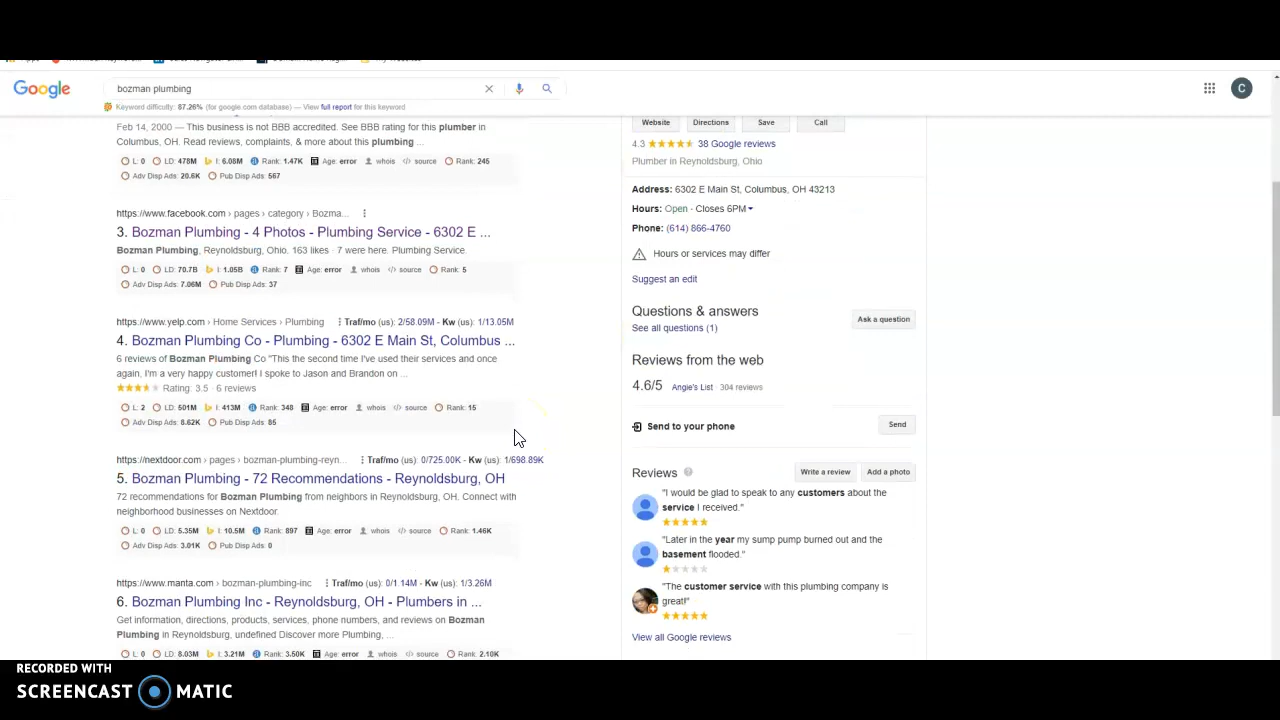 Google
bozman plumbing
C
Keyword difficulty: 87.26% (for google com database) — View full report for this keyword
Feb 14, 2000 — This business is not BBB accredited. See BBB rating for this plumber in
Columbus, OH. Read reviews, complaints, & more about this plumbing ...
L: 0 LD: 478M I: 6.08M Rank: 1.47K Age: error whois source Rank: 245
Adv Disp Ads: 20.6K Pub Disp Ads: 567
https://www.facebook.com › pages › category › Bozma...
3. Bozman Plumbing - 4 Photos - Plumbing Service - 6302 E ...
Bozman Plumbing, Reynoldsburg, Ohio. 163 likes · 7 were here. Plumbing Service.
L: 0 LD: 70.7B I: 1.05B Rank: 7 Age: error whois source Rank: 5
Adv Disp Ads: 7.06M Pub Disp Ads: 37
https://www.yelp.com › Home Services › Plumbing Traf/mo (us): 2/58.09M - Kw (us): 1/13.05M
4. Bozman Plumbing Co - Plumbing - 6302 E Main St, Columbus ...
6 reviews of Bozman Plumbing Co "This the second time I've used their services and once
again, I'm a very happy customer! I spoke to Jason and Brandon on ...
Rating: 3.5 · 6 reviews
L: 2 LD: 501M I: 413M Rank: 348 Age: error whois source Rank: 15
Adv Disp Ads: 8.62K Pub Disp Ads: 85
https://nextdoor.com › pages › bozman-plumbing-reyn... Traf/mo (us): 0/725.00K - Kw (us): 1/698.89K
5. Bozman Plumbing - 72 Recommendations - Reynoldsburg, OH
72 recommendations for Bozman Plumbing from neighbors in Reynoldsburg, OH. Connect with
neighborhood businesses on Nextdoor.
L: 0 LD: 5.35M I: 10.5M Rank: 897 Age: error whois source Rank: 1.46K
Adv Disp Ads: 3.01K Pub Disp Ads: 0
https://www.manta.com › bozman-plumbing-inc Traf/mo (us): 0/1.14M - Kw (us): 1/3.26M
6. Bozman Plumbing Inc - Reynoldsburg, OH - Plumbers in ...
Get information, directions, products, services, phone numbers, and reviews on Bozman
Plumbing in Reynoldsburg, undefined Discover more Plumbing, ...
L: 0 LD: 8.03M I: 3.21M Rank: 3.50K Age: error whois source Rank: 2.10K
Website Directions Save Call
4.3 38 Google reviews
Plumber in Reynoldsburg, Ohio
Address: 6302 E Main St, Columbus, OH 43213
Hours: Open · Closes 6PM
Phone: (614) 866-4760
Hours or services may differ
Suggest an edit
Questions & answers
See all questions (1)
Ask a question
Reviews from the web
4.6/5 Angie's List · 304 reviews
Send to your phone Send
Reviews Write a review Add a photo
"I would be glad to speak to any customers about the
service I received."
"Later in the year my sump pump burned out and the
basement flooded."
"The customer service with this plumbing company is
great!"
View all Google reviews
RECORDED WITH
SCREENCAST MATIC